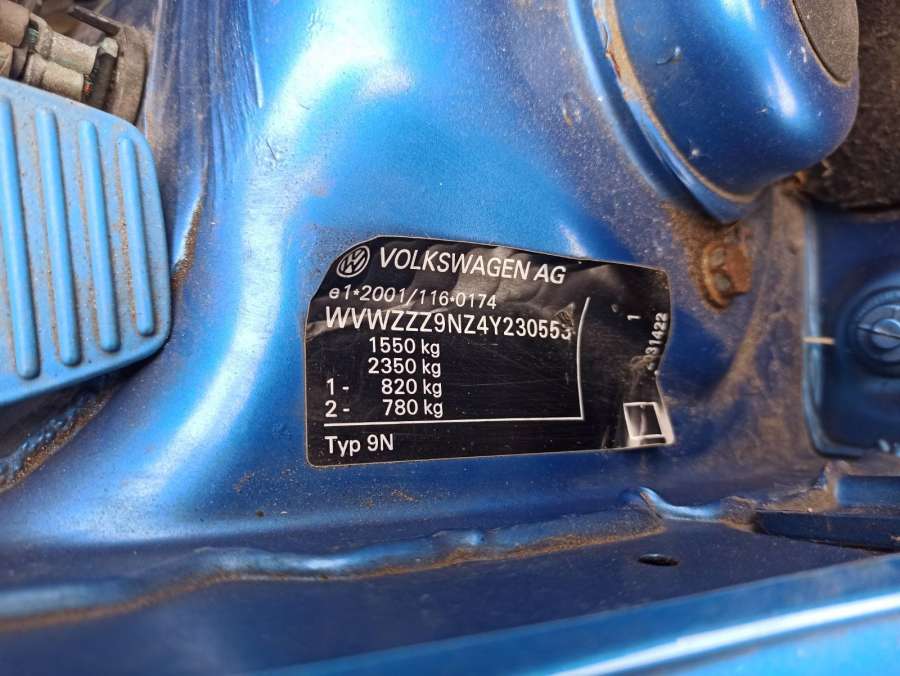 VOLKSWAGEN AG
e1*2001/116*0174
WVWZZZ9NZ4Y230553
1550 kg
2350 kg
1 - 820 kg
2 - 780 kg
Typ 9N
1